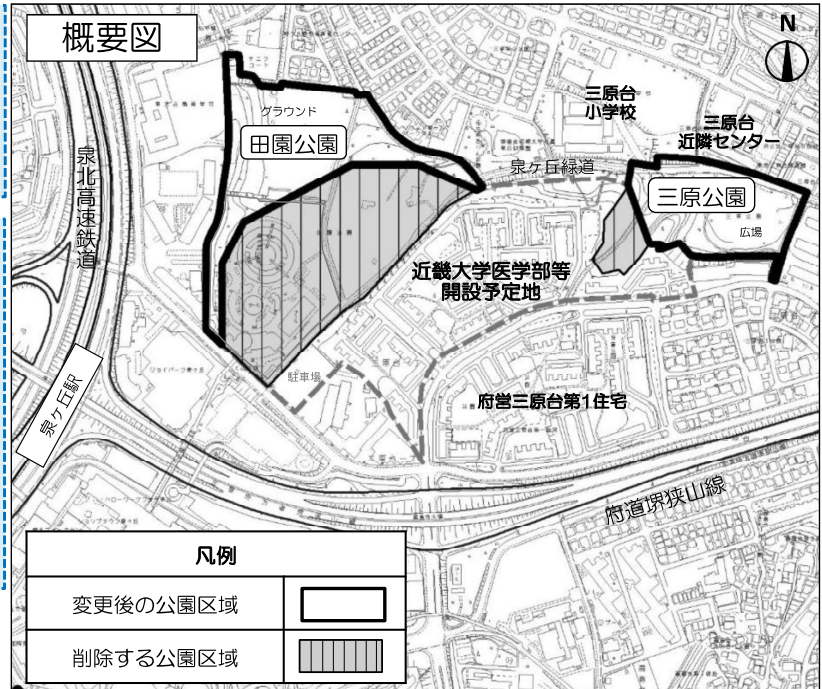 概要図
N
グラウンド
田園公園
三原台
小学校
三原台
近隣センター
泉ヶ丘緑道
三原公園
広場
泉北高速鉄道
近畿大学医学部等
開設予定地
駐車場
泉ヶ丘駅
府営三原台第1住宅
府道堺狭山線
凡例
変更後の公園区域
削除する公園区域